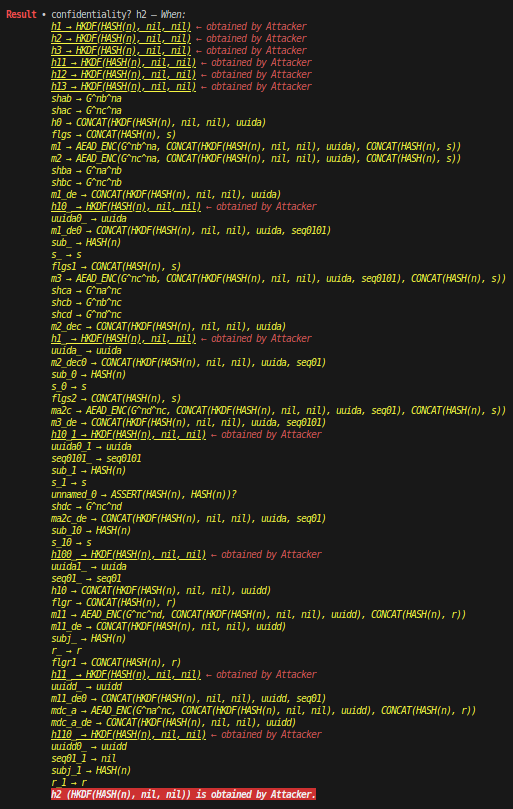 Result • confidentiality? h2 — When:
h1 → HKDF(HASH(n), nil, nil) ← obtained by Attacker
h2 → HKDF(HASH(n), nil, nil) ← obtained by Attacker
h3 → HKDF(HASH(n), nil, nil) ← obtained by Attacker
h11 → HKDF(HASH(n), nil, nil) ← obtained by Attacker
h12 → HKDF(HASH(n), nil, nil) ← obtained by Attacker
h13 → HKDF(HASH(n), nil, nil) ← obtained by Attacker
shab → G^nb^na
shac → G^nc^na
h0 → CONCAT(HKDF(HASH(n), nil, nil), uuida)
flgs → CONCAT(HASH(n), s)
m1 → AEAD_ENC(G^nb^na, CONCAT(HKDF(HASH(n), nil, nil), uuida), CONCAT(HASH(n), s))
m2 → AEAD_ENC(G^nc^na, CONCAT(HKDF(HASH(n), nil, nil), uuida), CONCAT(HASH(n), s))
shba → G^na^nb
shbc → G^nc^nb
m1_de → CONCAT(HKDF(HASH(n), nil, nil), uuida)
h10_ → HKDF(HASH(n), nil, nil) ← obtained by Attacker
uuida0_ → uuida
m1_de0 → CONCAT(HKDF(HASH(n), nil, nil), uuida, seq0101)
sub_ → HASH(n)
s_ → s
flgs1 → CONCAT(HASH(n), s)
m3 → AEAD_ENC(G^nc^nb, CONCAT(HKDF(HASH(n), nil, nil), uuida, seq0101), CONCAT(HASH(n), s))
shca → G^na^nc
shcb → G^nb^nc
shcd → G^nd^nc
m2_dec → CONCAT(HKDF(HASH(n), nil, nil), uuida)
h1_ → HKDF(HASH(n), nil, nil) ← obtained by Attacker
uuida_ → uuida
m2_dec0 → CONCAT(HKDF(HASH(n), nil, nil), uuida, seq01)
sub_0 → HASH(n)
s_0 → s
flgs2 → CONCAT(HASH(n), s)
ma2c → AEAD_ENC(G^nd^nc, CONCAT(HKDF(HASH(n), nil, nil), uuida, seq01), CONCAT(HASH(n), s))
m3_de → CONCAT(HKDF(HASH(n), nil, nil), uuida, seq0101)
h10_1 → HKDF(HASH(n), nil, nil) ← obtained by Attacker
uuida0_1 → uuida
seq0101_ → seq0101
sub_1 → HASH(n)
s_1 → s
unnamed_0 → ASSERT(HASH(n), HASH(n))?
shdc → G^nc^nd
ma2c_de → CONCAT(HKDF(HASH(n), nil, nil), uuida, seq01)
sub_10 → HASH(n)
s_10 → s
h100_ → HKDF(HASH(n), nil, nil) ← obtained by Attacker
uuida1_ → uuida
seq01_ → seq01
h10 → CONCAT(HKDF(HASH(n), nil, nil), uuidd)
flgr → CONCAT(HASH(n), r)
m11 → AEAD_ENC(G^nc^nd, CONCAT(HKDF(HASH(n), nil, nil), uuidd), CONCAT(HASH(n), r))
m11_de → CONCAT(HKDF(HASH(n), nil, nil), uuidd)
subj_ → HASH(n)
r_ → r
flgr1 → CONCAT(HASH(n), r)
h11_ → HKDF(HASH(n), nil, nil) ← obtained by Attacker
uuidd_ → uuidd
m11_de0 → CONCAT(HKDF(HASH(n), nil, nil), uuidd, seq01)
mdc_a → AEAD_ENC(G^na^nc, CONCAT(HKDF(HASH(n), nil, nil), uuidd), CONCAT(HASH(n), r))
mdc_a_de → CONCAT(HKDF(HASH(n), nil, nil), uuidd)
h110_ → HKDF(HASH(n), nil, nil) ← obtained by Attacker
uuidd0_ → uuidd
seq01_1 → nil
subj_1 → HASH(n)
r_1 → r
h2 (HKDF(HASH(n), nil, nil)) is obtained by Attacker.